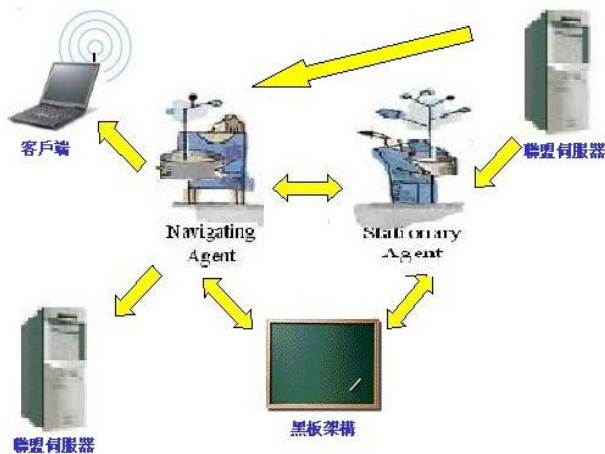 客戶端
聯盟伺服器
Navigating
Agent
Stationary
Agent
聯盟伺服器
黑板架構